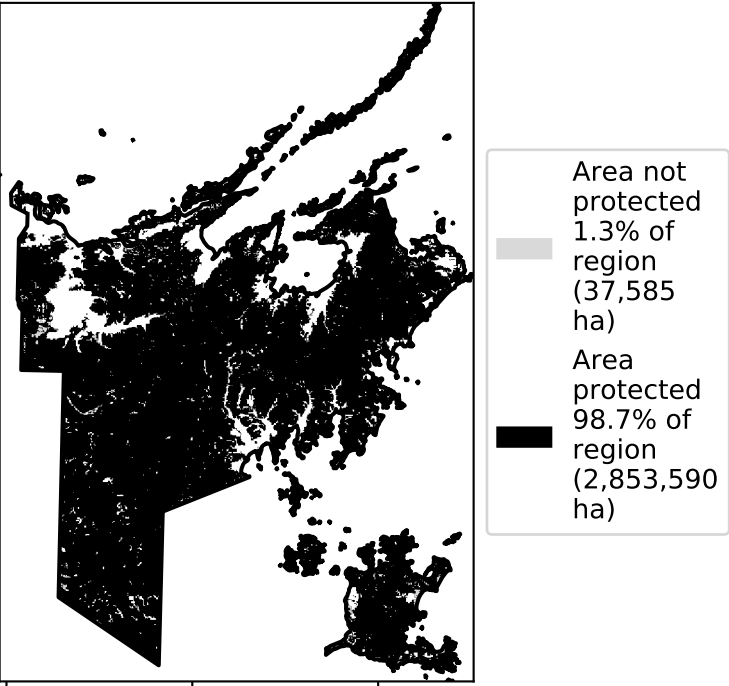 Area not
protected
1.3% of
region
(37,585
ha)
Area
protected
98.7% of
region
(2,853,590
ha)